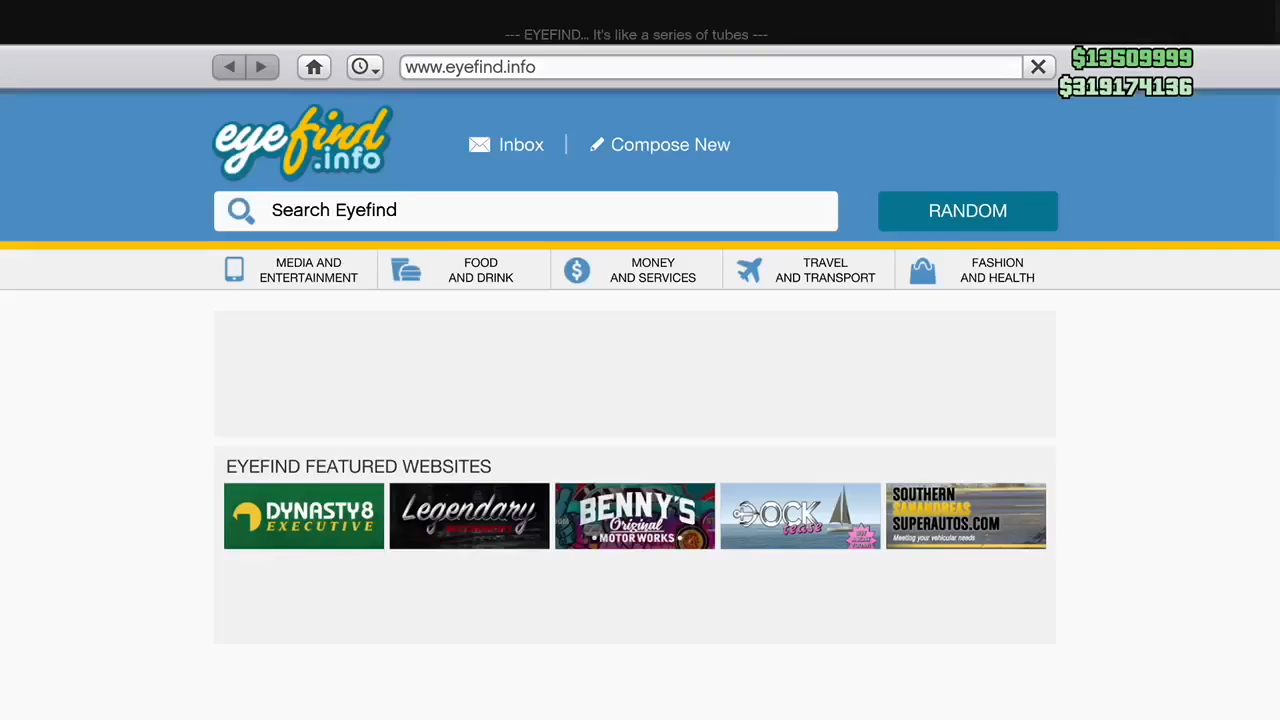 --- EYEFIND... It's like a series of tubes ---
www.eyefind.info
$13509999
$319174136
eyefind
.info
Inbox
Compose New
Search Eyefind
RANDOM
MEDIA AND
ENTERTAINMENT
FOOD
AND DRINK
MONEY
AND SERVICES
TRAVEL
AND TRANSPORT
FASHION
AND HEALTH
EYEFIND FEATURED WEBSITES
DYNASTY8
EXECUTIVE
Legendary
BENNY'S
Original
MOTOR WORKS
DOCK
tease
SOUTHERN
SANANDREAS
SUPERAUTOS.COM
Meeting your vehicular needs